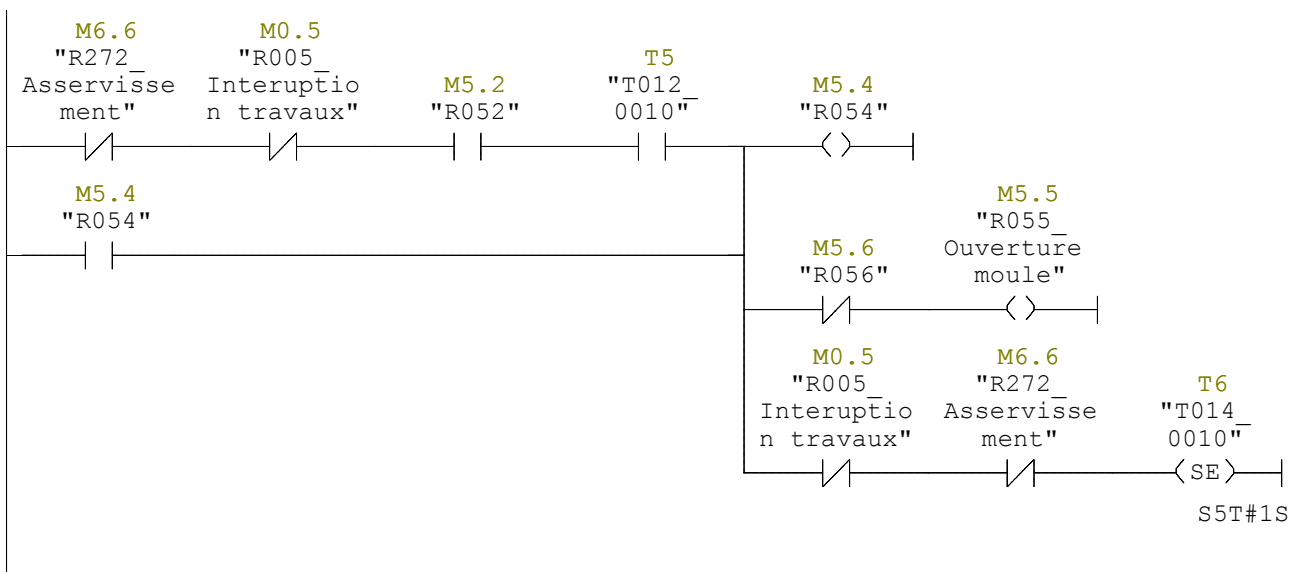 M6.6
"R272_
Asservisse
ment"
M0.5
"R005_
Interuptio
n travaux"
M5.2
"R052"
T5
"T012_
0010"
M5.4
"R054"
M5.4
"R054"
M5.6
"R056"
M5.5
"R055_
Ouverture
moule"
M0.5
"R005_
Interuptio
n travaux"
M6.6
"R272_
Asservisse
ment"
T6
"T014_
0010"
SE
S5T#1S